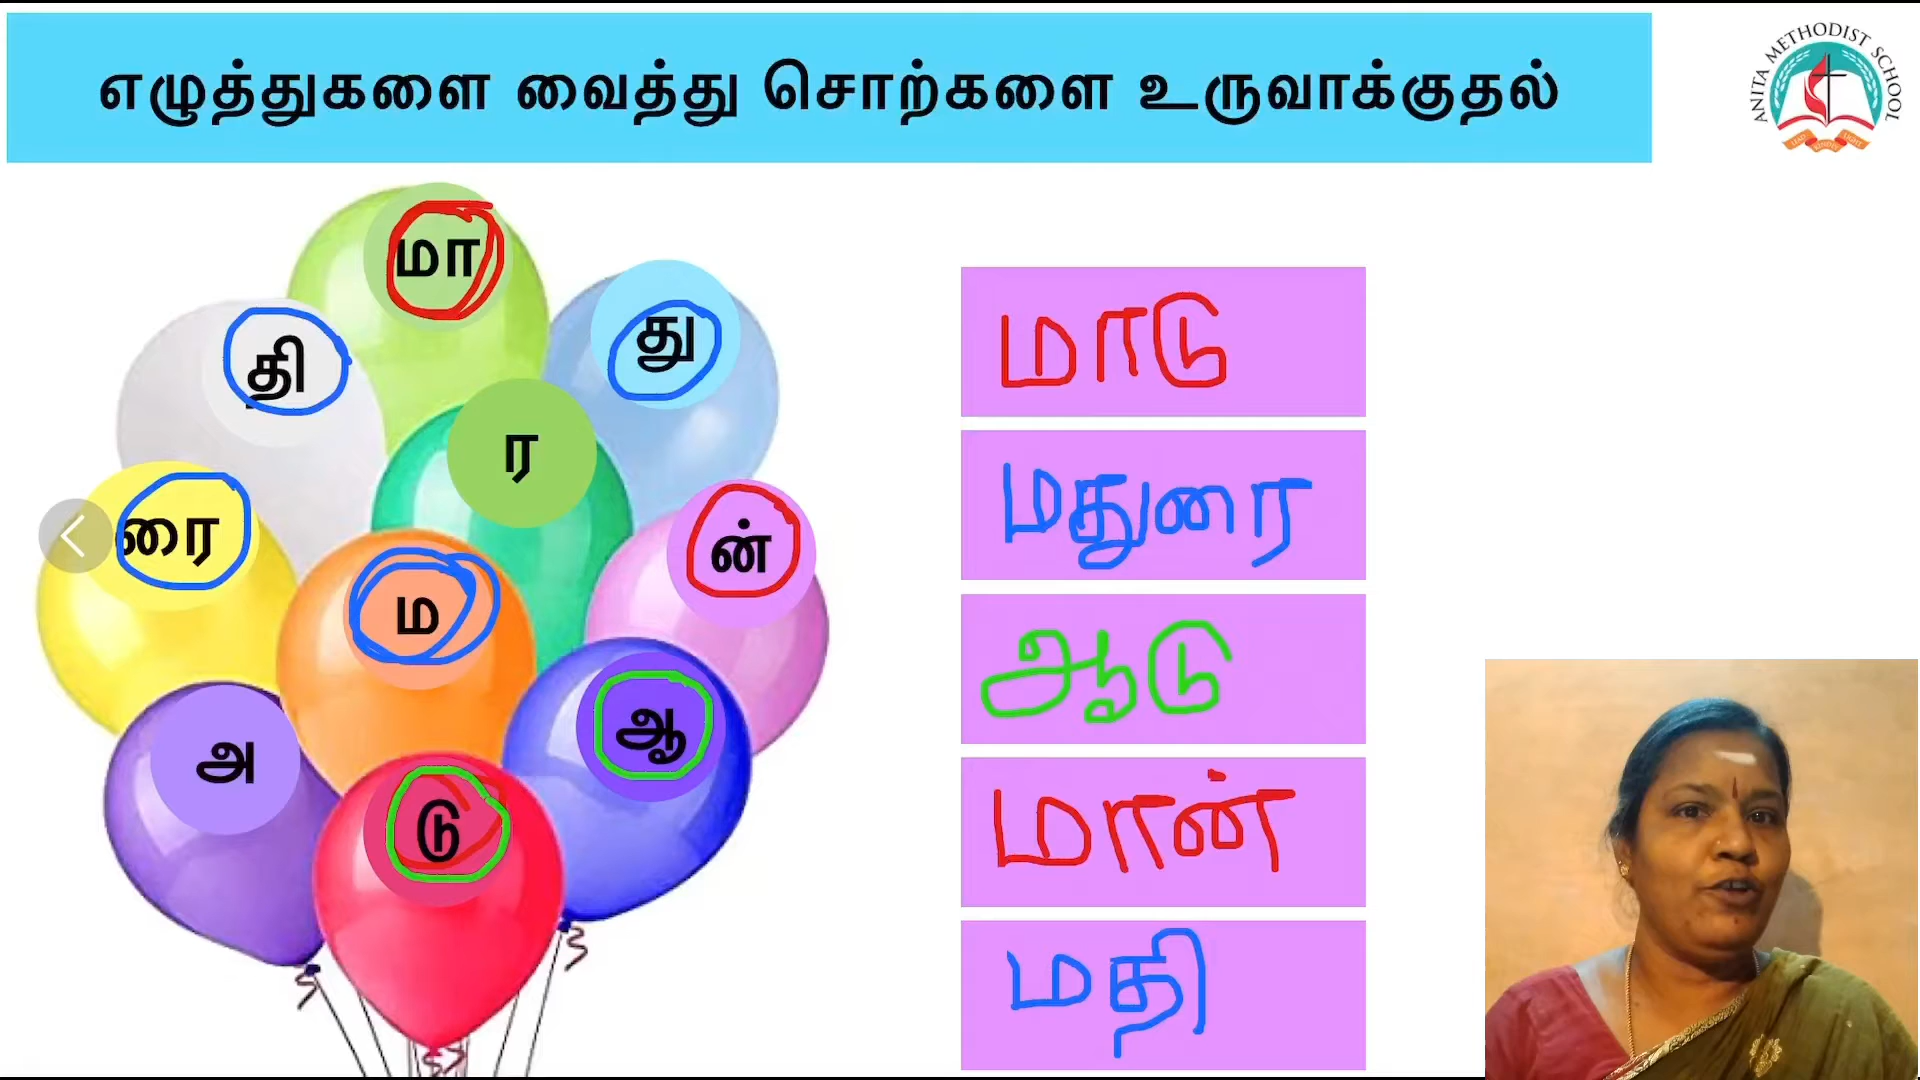 எழுத்துகளை வைத்து சொற்களை உருவாக்குதல்
ANITA METHODIST SCHOOL
மா
து
தி
ர
ரை
ன்
ம
ஆ
அ
டு
மாடு
மதுரை
ஆடு
மான்
மதி